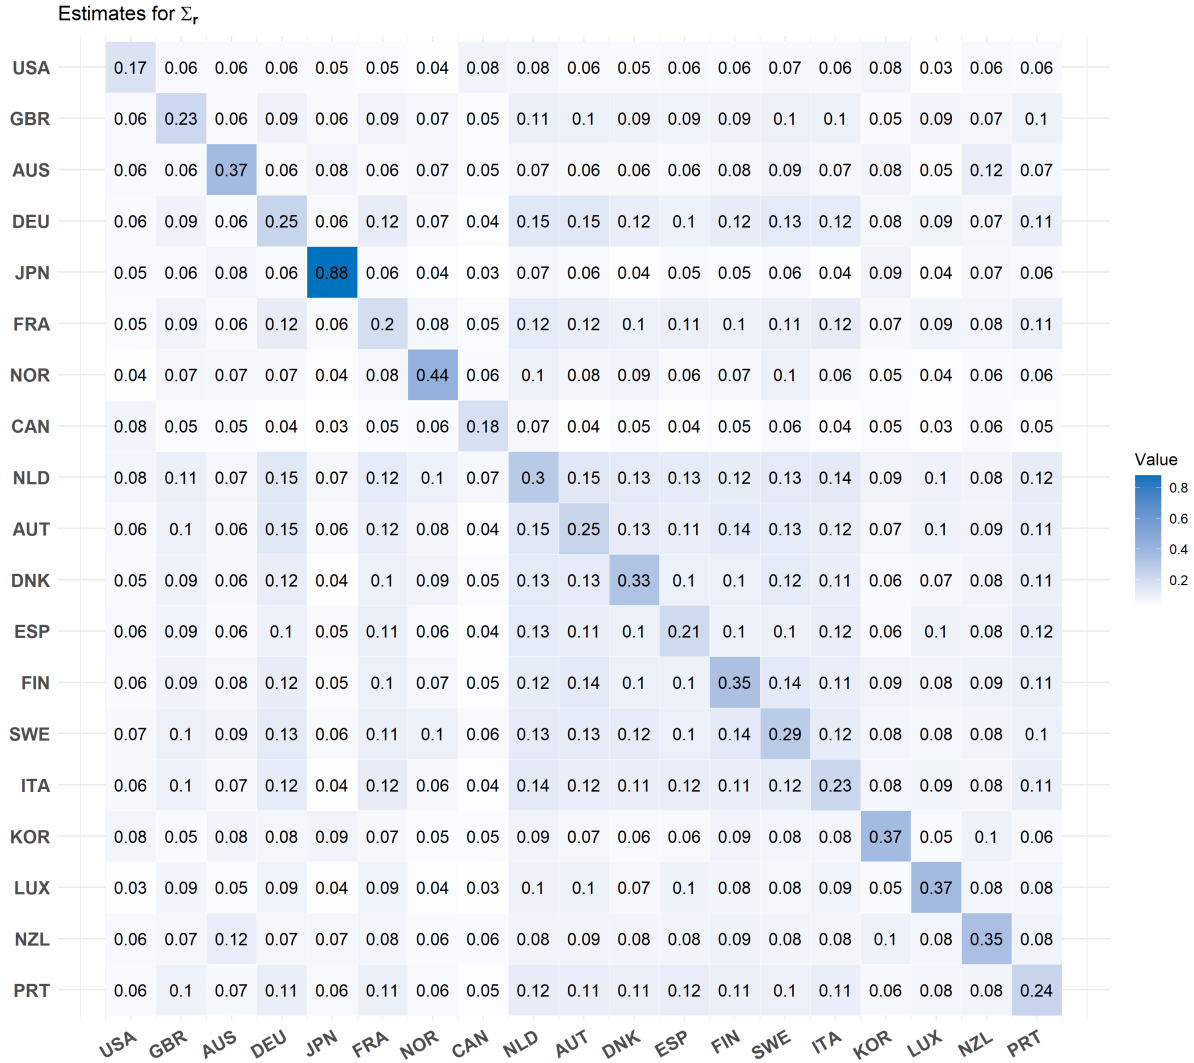 Estimates for Σr
USA 0.17 0.06 0.06 0.06 0.05 0.05 0.04 0.08 0.08 0.06 0.05 0.06 0.06 0.07 0.06 0.08 0.03 0.06 0.06
GBR 0.06 0.23 0.06 0.09 0.06 0.09 0.07 0.05 0.11 0.1 0.09 0.09 0.09 0.1 0.1 0.05 0.09 0.07 0.1
AUS 0.06 0.06 0.37 0.06 0.08 0.06 0.07 0.05 0.07 0.06 0.06 0.06 0.08 0.09 0.07 0.08 0.05 0.12 0.07
DEU 0.06 0.09 0.06 0.25 0.06 0.12 0.07 0.04 0.15 0.15 0.12 0.1 0.12 0.13 0.12 0.08 0.09 0.07 0.11
JPN 0.05 0.06 0.08 0.06 0.88 0.06 0.04 0.03 0.07 0.06 0.04 0.05 0.05 0.06 0.04 0.09 0.04 0.07 0.06
FRA 0.05 0.09 0.06 0.12 0.06 0.2 0.08 0.05 0.12 0.12 0.1 0.11 0.1 0.11 0.12 0.07 0.09 0.08 0.11
NOR 0.04 0.07 0.07 0.07 0.04 0.08 0.44 0.06 0.1 0.08 0.09 0.06 0.07 0.1 0.06 0.05 0.04 0.06 0.06
CAN 0.08 0.05 0.05 0.04 0.03 0.05 0.06 0.18 0.07 0.04 0.05 0.04 0.05 0.06 0.04 0.05 0.03 0.06 0.05
NLD 0.08 0.11 0.07 0.15 0.07 0.12 0.1 0.07 0.3 0.15 0.13 0.13 0.12 0.13 0.14 0.09 0.1 0.08 0.12
AUT 0.06 0.1 0.06 0.15 0.06 0.12 0.08 0.04 0.15 0.25 0.13 0.11 0.14 0.13 0.12 0.07 0.1 0.09 0.11
DNK 0.05 0.09 0.06 0.12 0.04 0.1 0.09 0.05 0.13 0.13 0.33 0.1 0.1 0.12 0.11 0.06 0.07 0.08 0.11
ESP 0.06 0.09 0.06 0.1 0.05 0.11 0.06 0.04 0.13 0.11 0.1 0.21 0.1 0.1 0.12 0.06 0.1 0.08 0.12
FIN 0.06 0.09 0.08 0.12 0.05 0.1 0.07 0.05 0.12 0.14 0.1 0.1 0.35 0.14 0.11 0.09 0.08 0.09 0.11
SWE 0.07 0.1 0.09 0.13 0.06 0.11 0.1 0.06 0.13 0.13 0.12 0.1 0.14 0.29 0.12 0.08 0.08 0.08 0.1
ITA 0.06 0.1 0.07 0.12 0.04 0.12 0.06 0.04 0.14 0.12 0.11 0.12 0.11 0.12 0.23 0.08 0.09 0.08 0.11
KOR 0.08 0.05 0.08 0.08 0.09 0.07 0.05 0.05 0.09 0.07 0.06 0.06 0.09 0.08 0.08 0.37 0.05 0.1 0.06
LUX 0.03 0.09 0.05 0.09 0.04 0.09 0.04 0.03 0.1 0.1 0.07 0.1 0.08 0.08 0.09 0.05 0.37 0.08 0.08
NZL 0.06 0.07 0.12 0.07 0.07 0.08 0.06 0.06 0.08 0.09 0.08 0.08 0.09 0.08 0.08 0.1 0.08 0.35 0.08
PRT 0.06 0.1 0.07 0.11 0.06 0.11 0.06 0.05 0.12 0.11 0.11 0.12 0.11 0.1 0.11 0.06 0.08 0.08 0.24
USA GBR AUS DEU JPN FRA NOR CAN NLD AUT DNK ESP FIN SWE ITA KOR LUX NZL PRT
Value
0.8
0.4
0.2